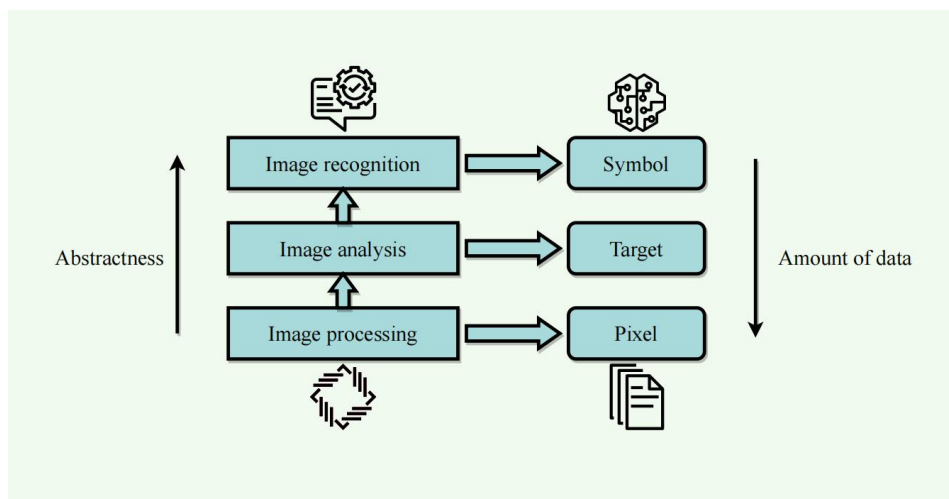 Image recognition
Symbol
Abstractness
Image analysis
Target
Amount of data
Image processing
Pixel